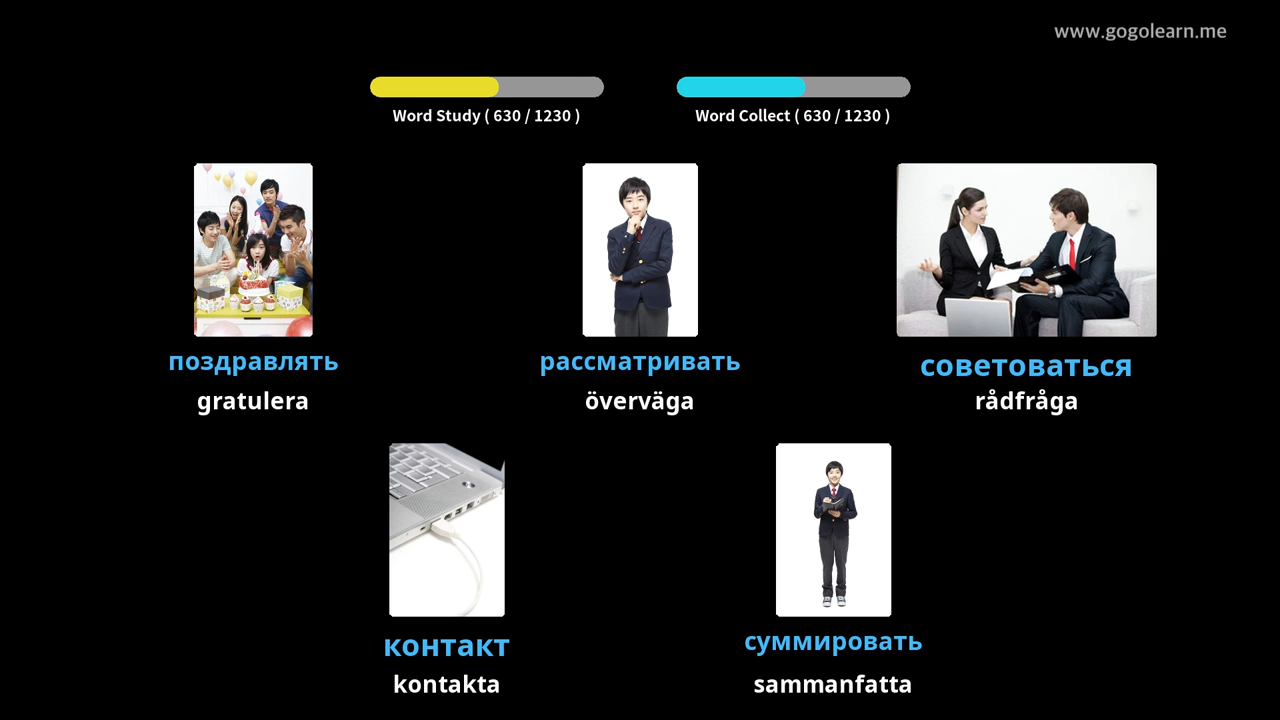 www.gogolearn.me
Word Study ( 630 / 1230 )
Word Collect ( 630 / 1230 )
поздравлять
gratulera
рассматривать
överväga
советоваться
rådfråga
контакт
kontakta
суммировать
sammanfatta